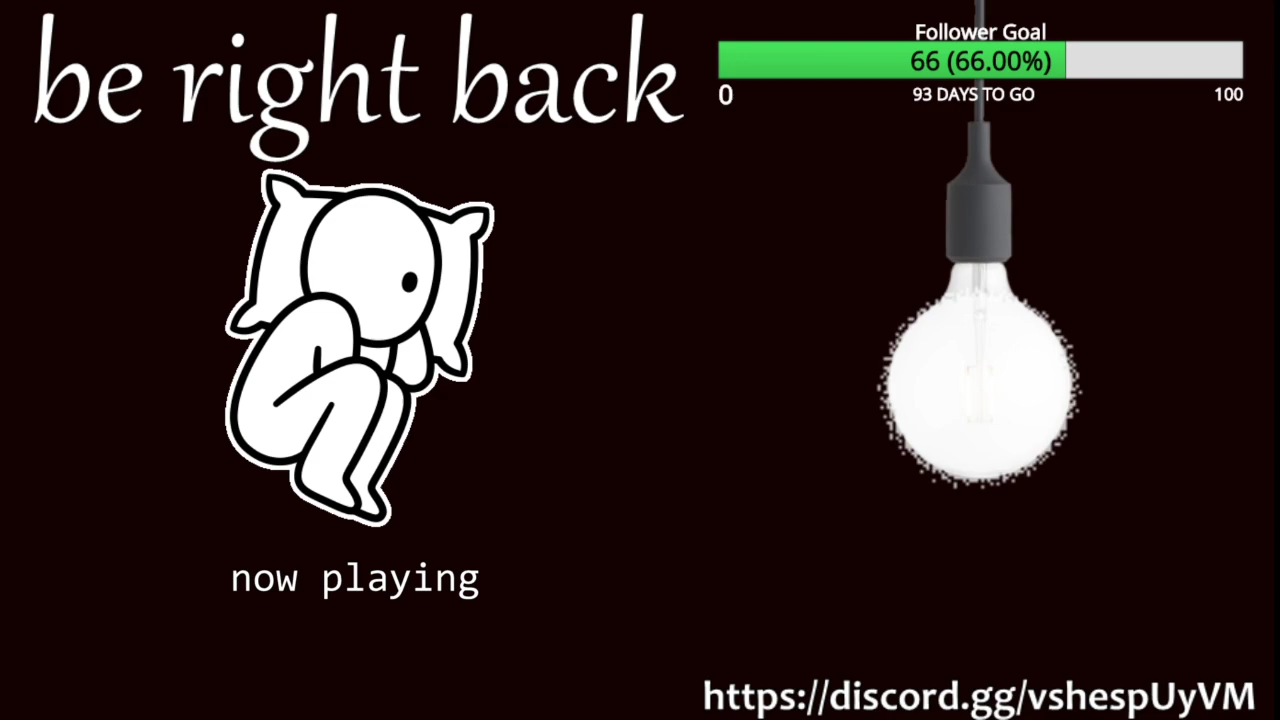 be right back
Follower Goal
66 (66.00%)
0
93 DAYS TO GO
100
now playing
https://discord.gg/vshespUyVM